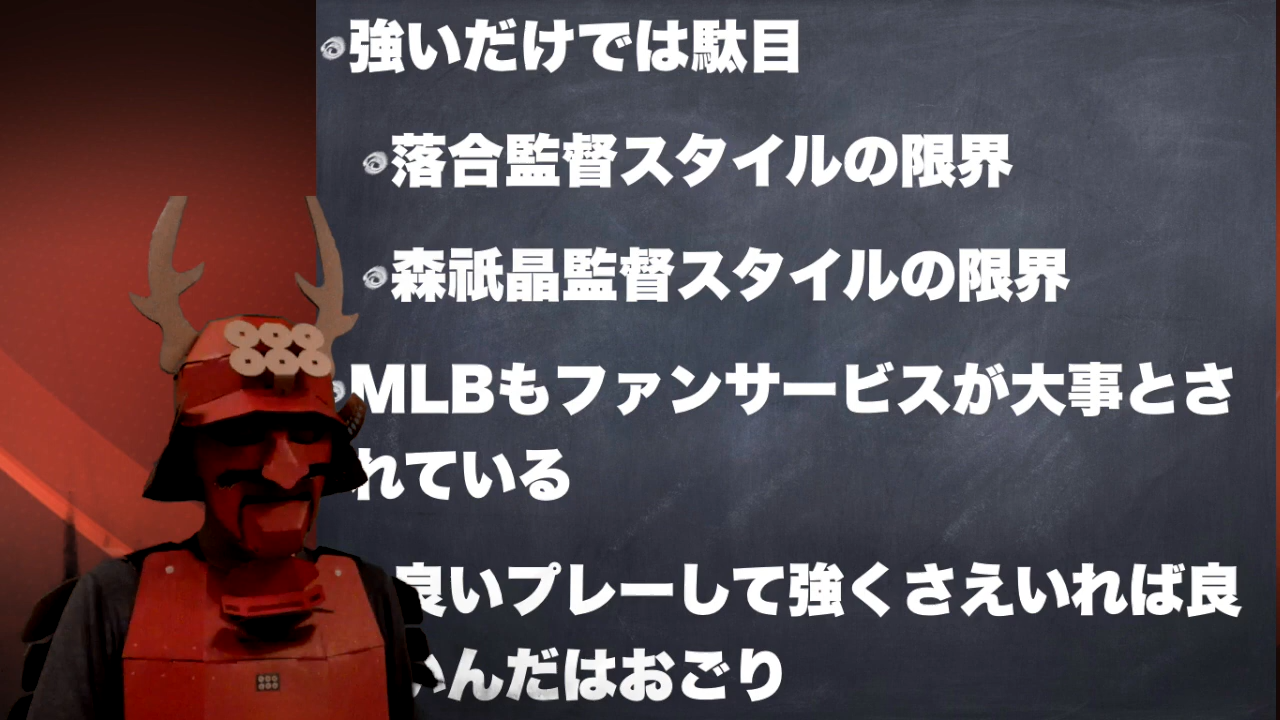 強いだけでは駄目
落合監督スタイルの限界
森祇晶監督スタイルの限界
MLBもファンサービスが大事とさ
れている
良いプレーして強くさえいれば良
いんだはおごり